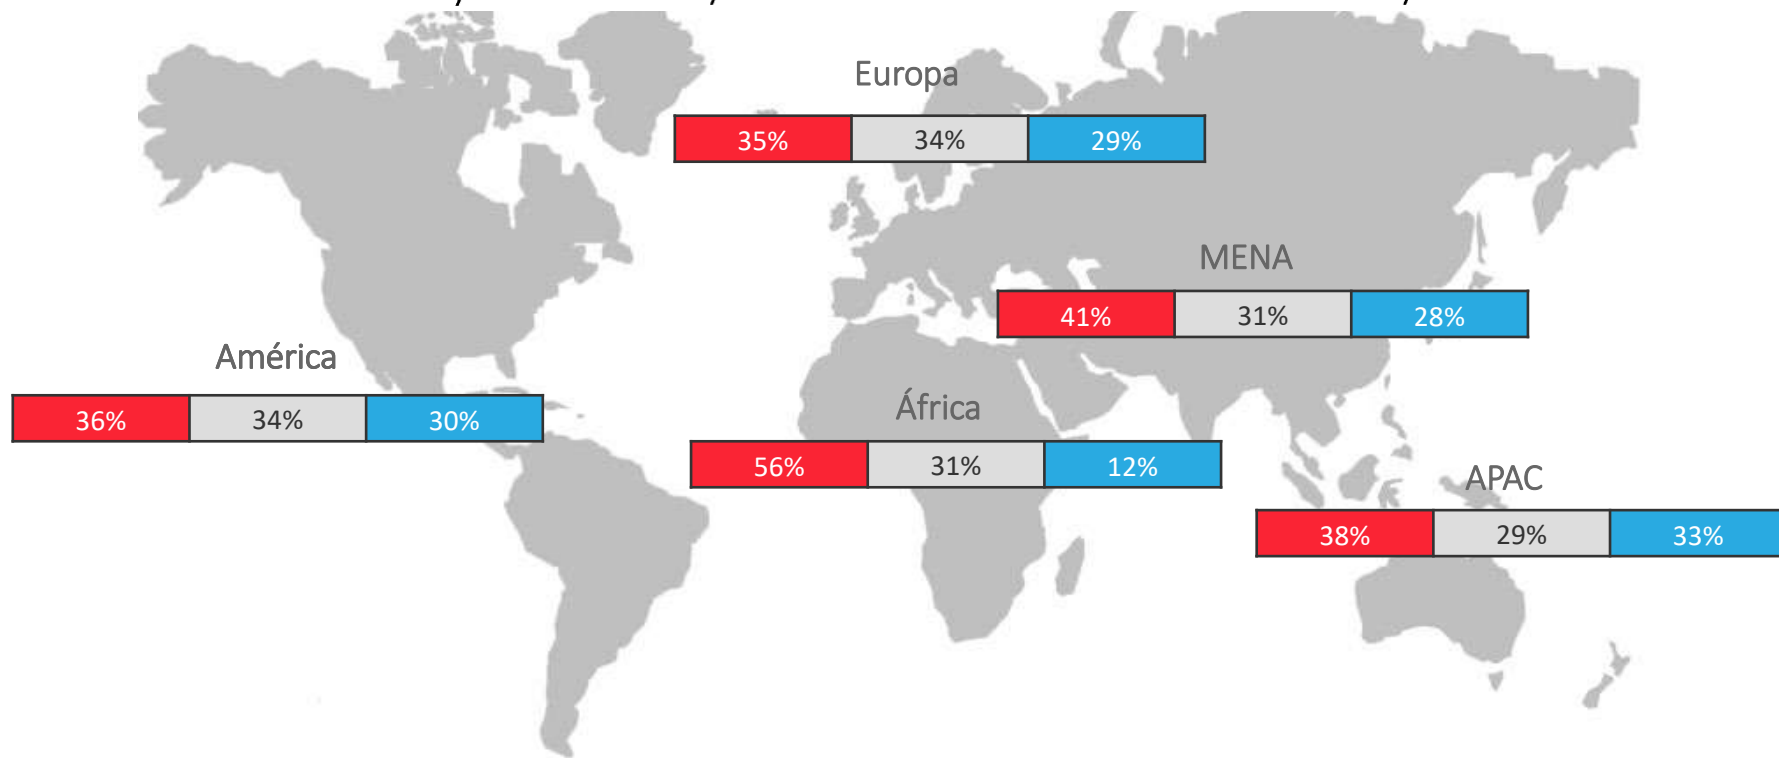 Europa
35% 34% 29%
MENA
41% 31% 28%
América
36% 34% 30%
África
56% 31% 12%
APAC
38% 29% 33%